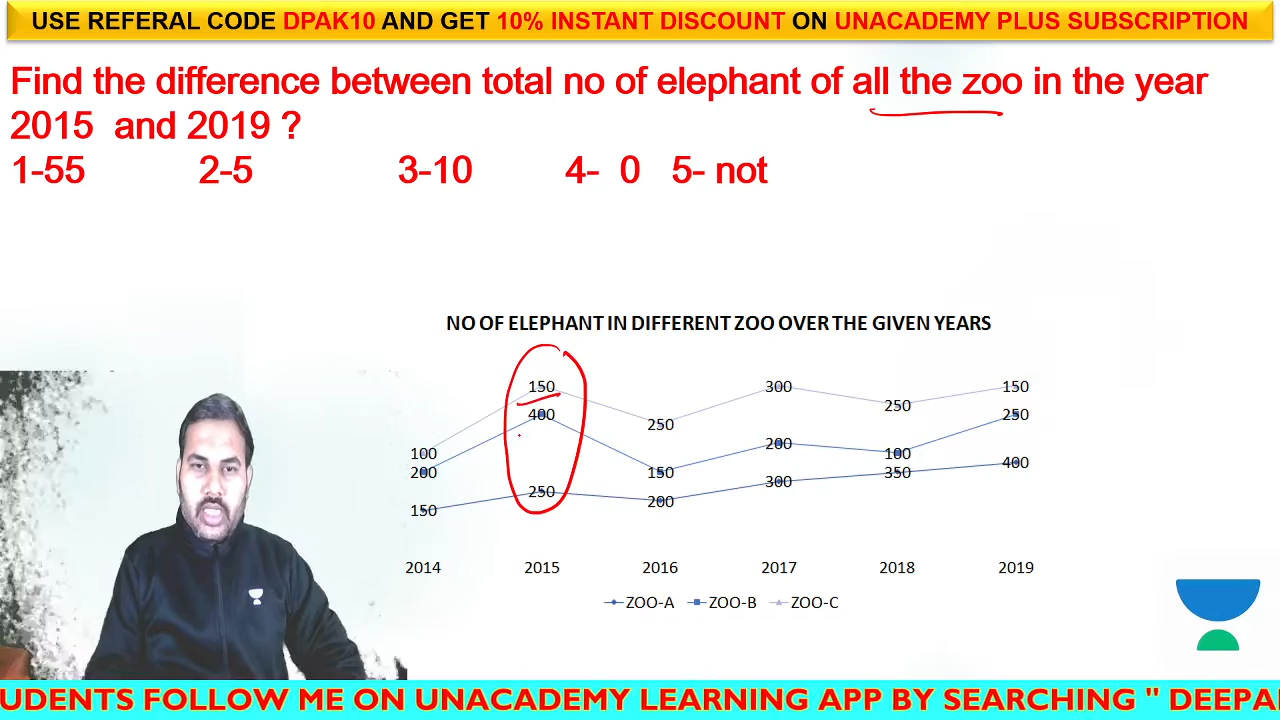 USE REFERAL CODE DPAK10 AND GET 10% INSTANT DISCOUNT ON UNACADEMY PLUS SUBSCRIPTION
Find the difference between total no of elephant of all the zoo in the year
2015 and 2019 ?
1-55 2-5 3-10 4- 0 5- not
NO OF ELEPHANT IN DIFFERENT ZOO OVER THE GIVEN YEARS
150 300 150
250
400 250
250
100 200 100
200 150 350 400
300
250
150 200
2014 2015 2016 2017 2018 2019
ZOO-A ZOO-B ZOO-C
UDENTS FOLLOW ME ON UNACADEMY LEARNING APP BY SEARCHING " DEEPA